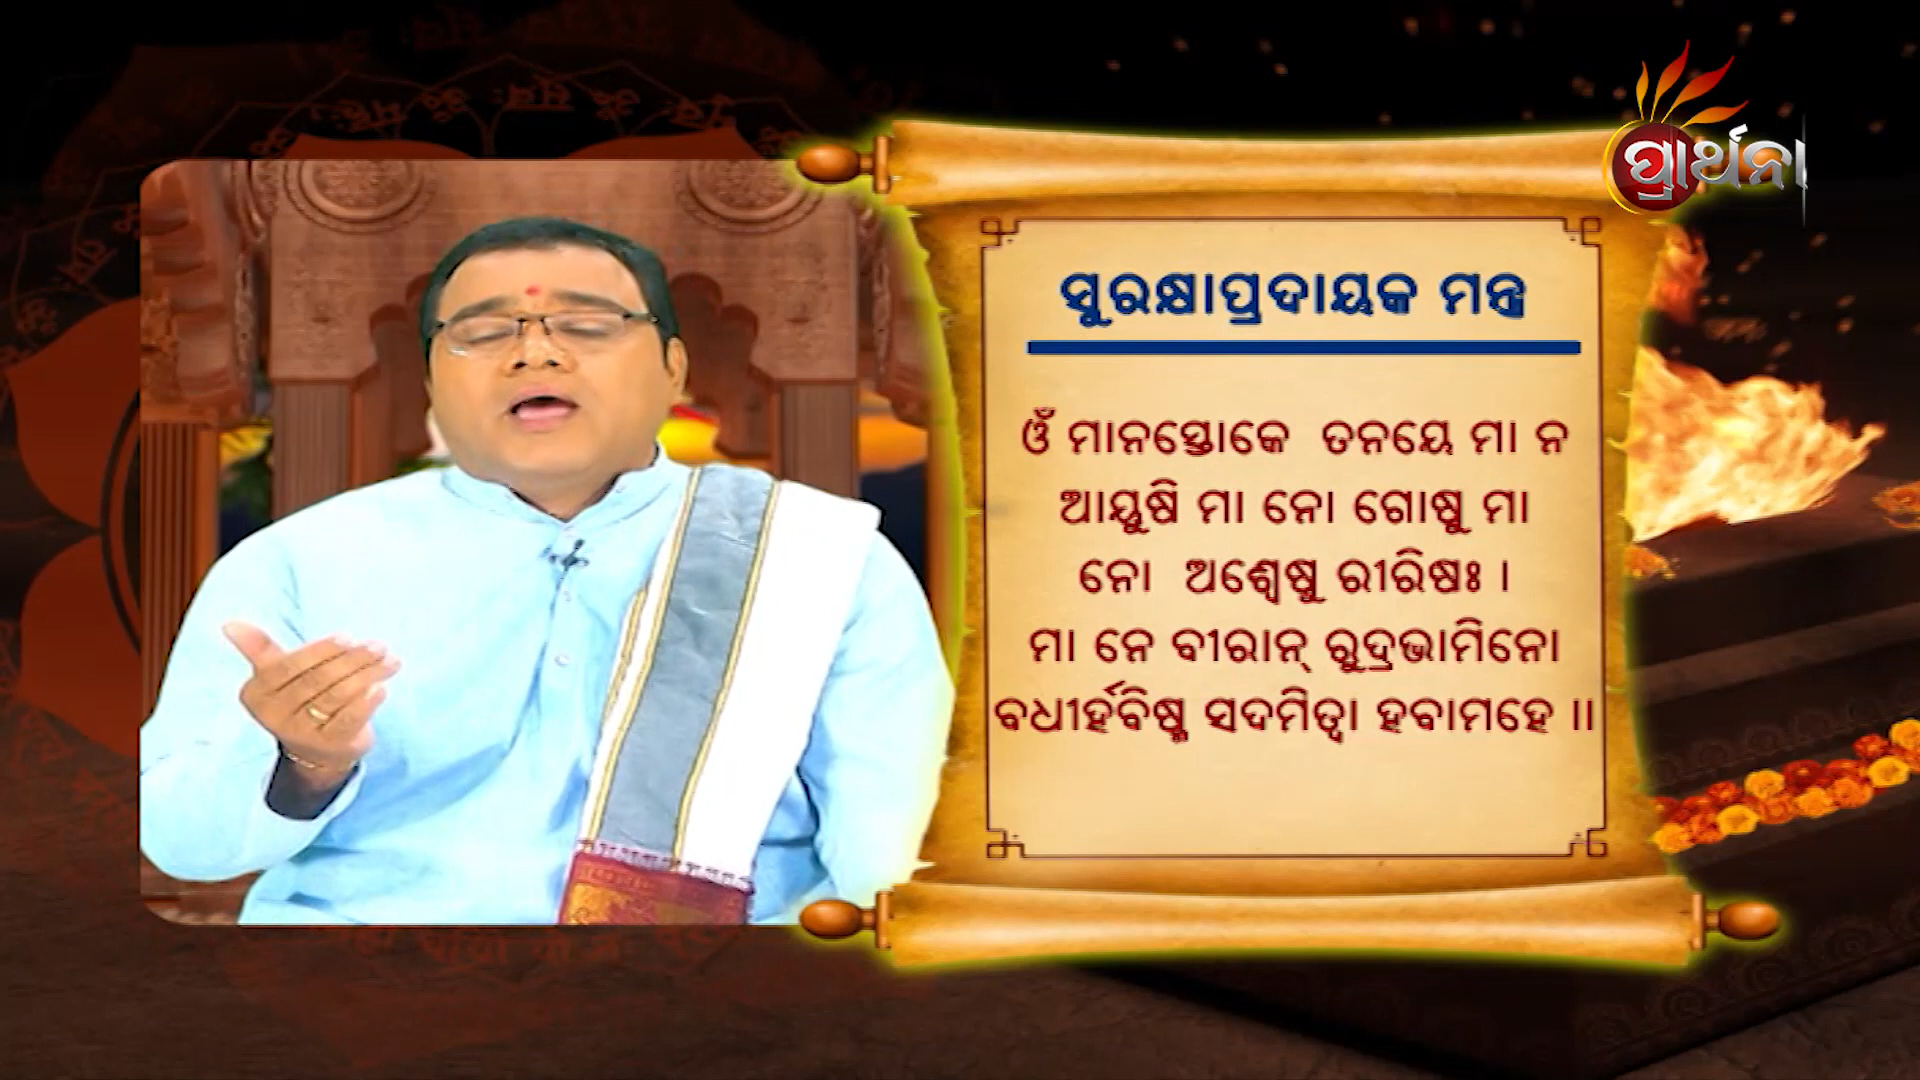 ପ୍ରାର୍ଥନା
ସୁରକ୍ଷାପ୍ରଦାୟକ ମନ୍ତ୍ର
ଓଁ ମାନସ୍ତୋକେ ତନୟେ ମା ନ
ଆୟୁଷି ମା ନୋ ଗୋଷୁ ମା
ନୋ ଅଶ୍ୱେଷୁ ରୀରିଷଃ ।
ମା ନେ ବୀରାନ୍ ରୁଦ୍ରଭାମିନୋ
ବଧୀର୍ହବିଷ୍ମ ସଦମିତ୍ୱା ହବାମହେ ॥